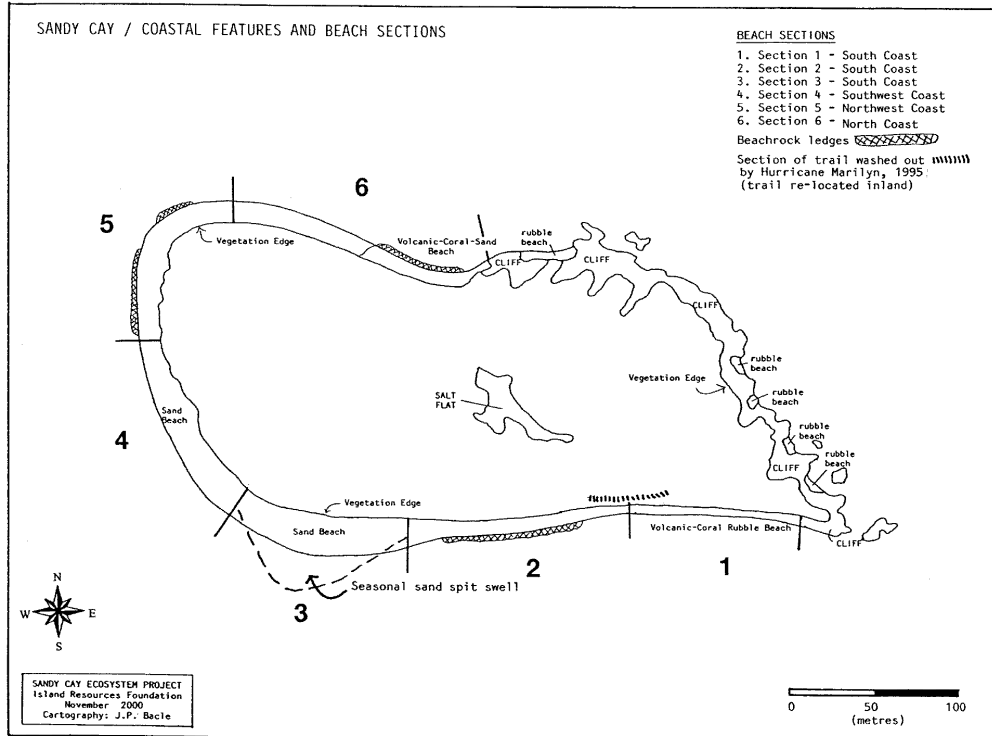 SANDY CAY / COASTAL FEATURES AND BEACH SECTIONS
BEACH SECTIONS
1. Section 1 - South Coast
2. Section 2 - South Coast
3. Section 3 - South Coast
4. Section 4 - Southwest Coast
5. Section 5 - Northwest Coast
6. Section 6 - North Coast
Beachrock ledges
Section of trail washed out
by Hurricane Marilyn, 1995
(trail re-located inland)
6
5
Vegetation Edge
Volcanic-Coral-Sand
Beach
rubble
beach
CLIFF
CLIFF
CLIFF
rubble
beach
Vegetation Edge
rubble
beach
SALT
FLAT
Sand
Beach
4
rubble
beach
rubble
beach
CLIFF
Vegetation Edge
Sand Beach
Volcanic-Coral Rubble Beach
CLIFF
2
1
Seasonal sand spit swell
3
N
W E
S
SANDY CAY ECOSYSTEM PROJECT
Island Resources Foundation
November 2000
Cartography: J.P. Bacle
0 50 100
(metres)